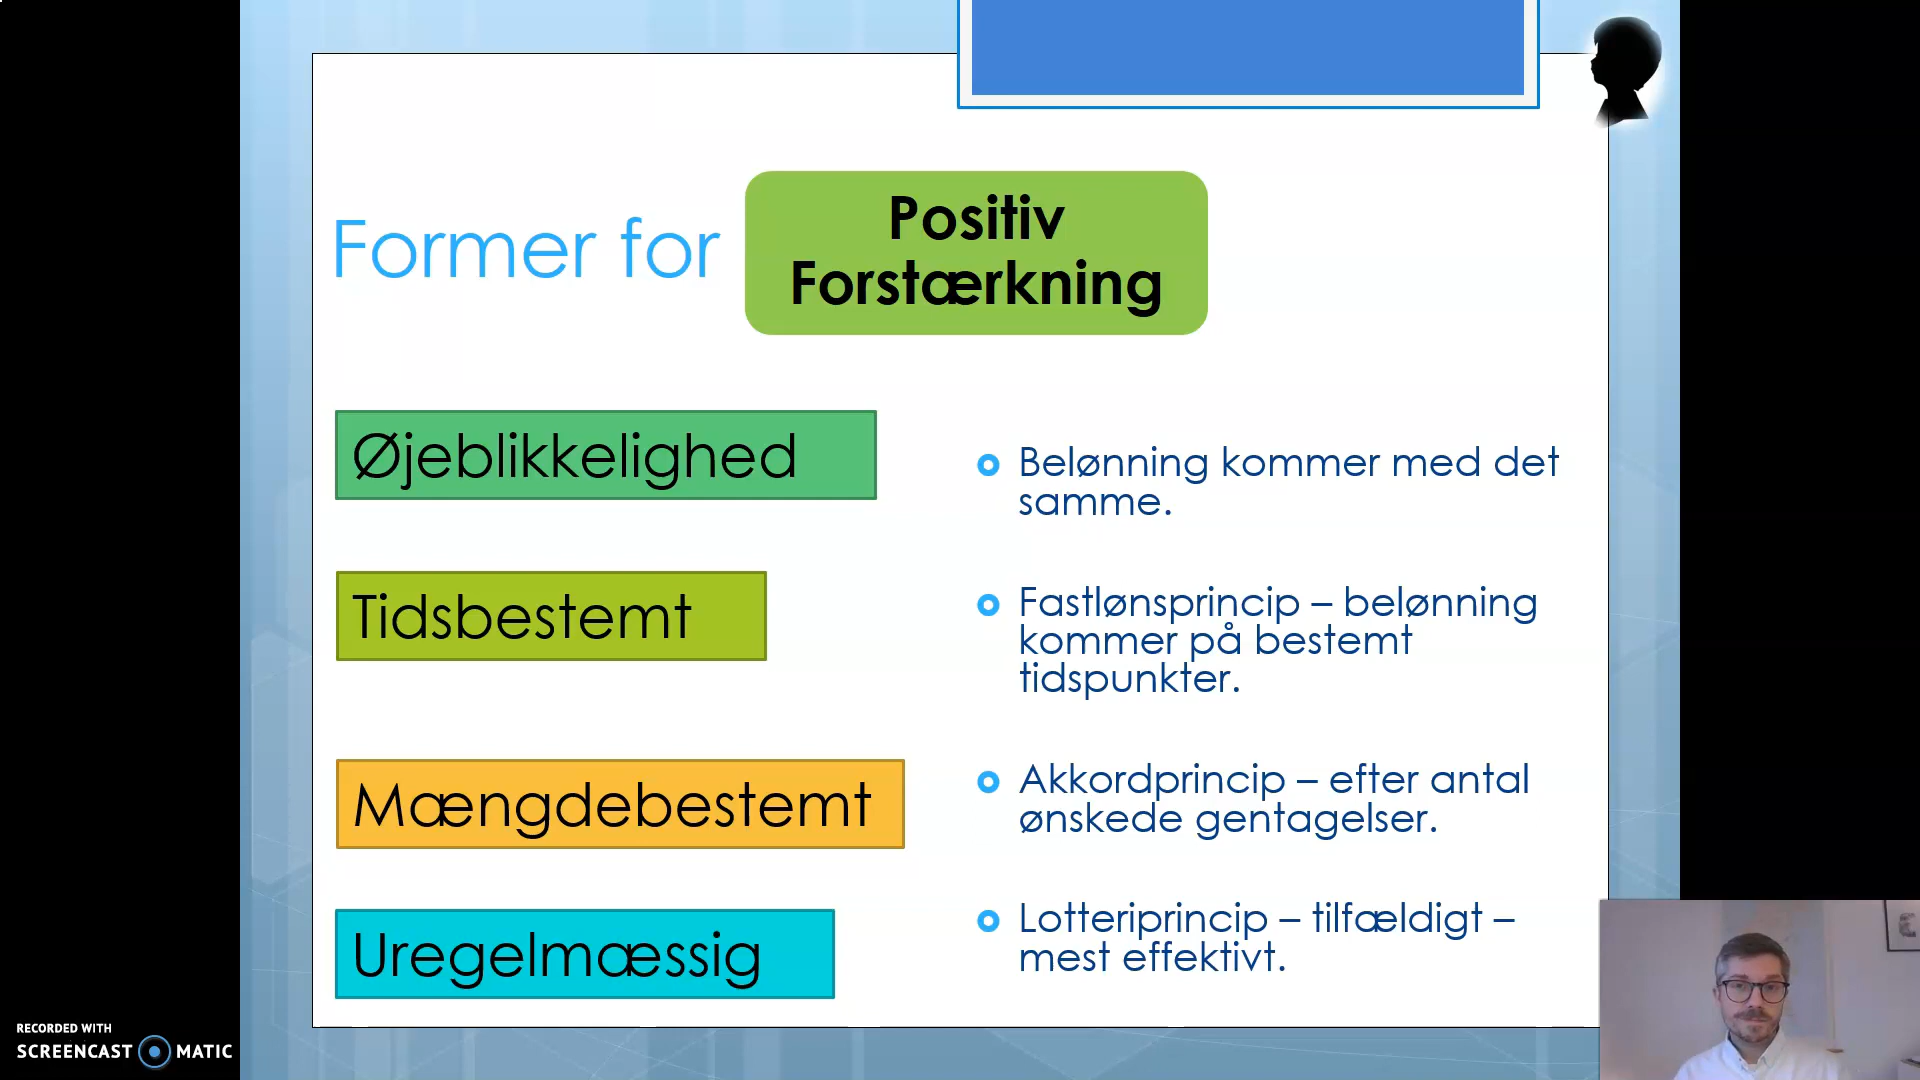 Former for
Positiv
Forstærkning
Øjeblikkelighed
Belønning kommer med det
samme.
Tidsbestemt
Fastlønsprincip – belønning
kommer på bestemt
tidspunkter.
Mængdebestemt
Akkordprincip – efter antal
ønskede gentagelser.
Uregelmæssig
Lotteriprincip – tilfældigt –
mest effektivt.
RECORDED WITH
SCREENCAST MATIC